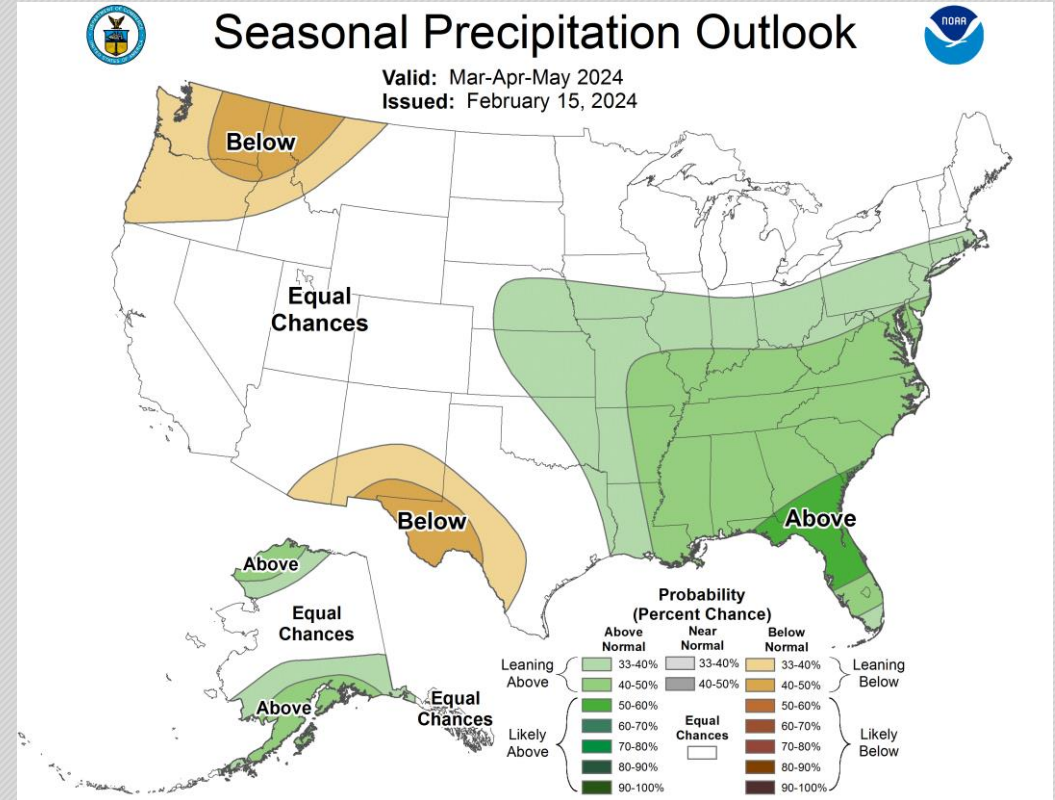 Seasonal Precipitation Outlook
NOAA
Valid: Mar-Apr-May 2024
Issued: February 15, 2024
Below
Equal
Chances
Below
Above
Above
Equal
Chances
Above
Equal
Chances
Probability
(Percent Chance)
Above
Normal
Near
Normal
Below
Normal
Leaning
Above
33-40%
33-40%
33-40%
Leaning
Below
40-50%
40-50%
40-50%
Likely
Above
50-60%
50-60%
Likely
Below
60-70%
60-70%
Equal
Chances
70-80%
70-80%
80-90%
80-90%
90-100%
90-100%